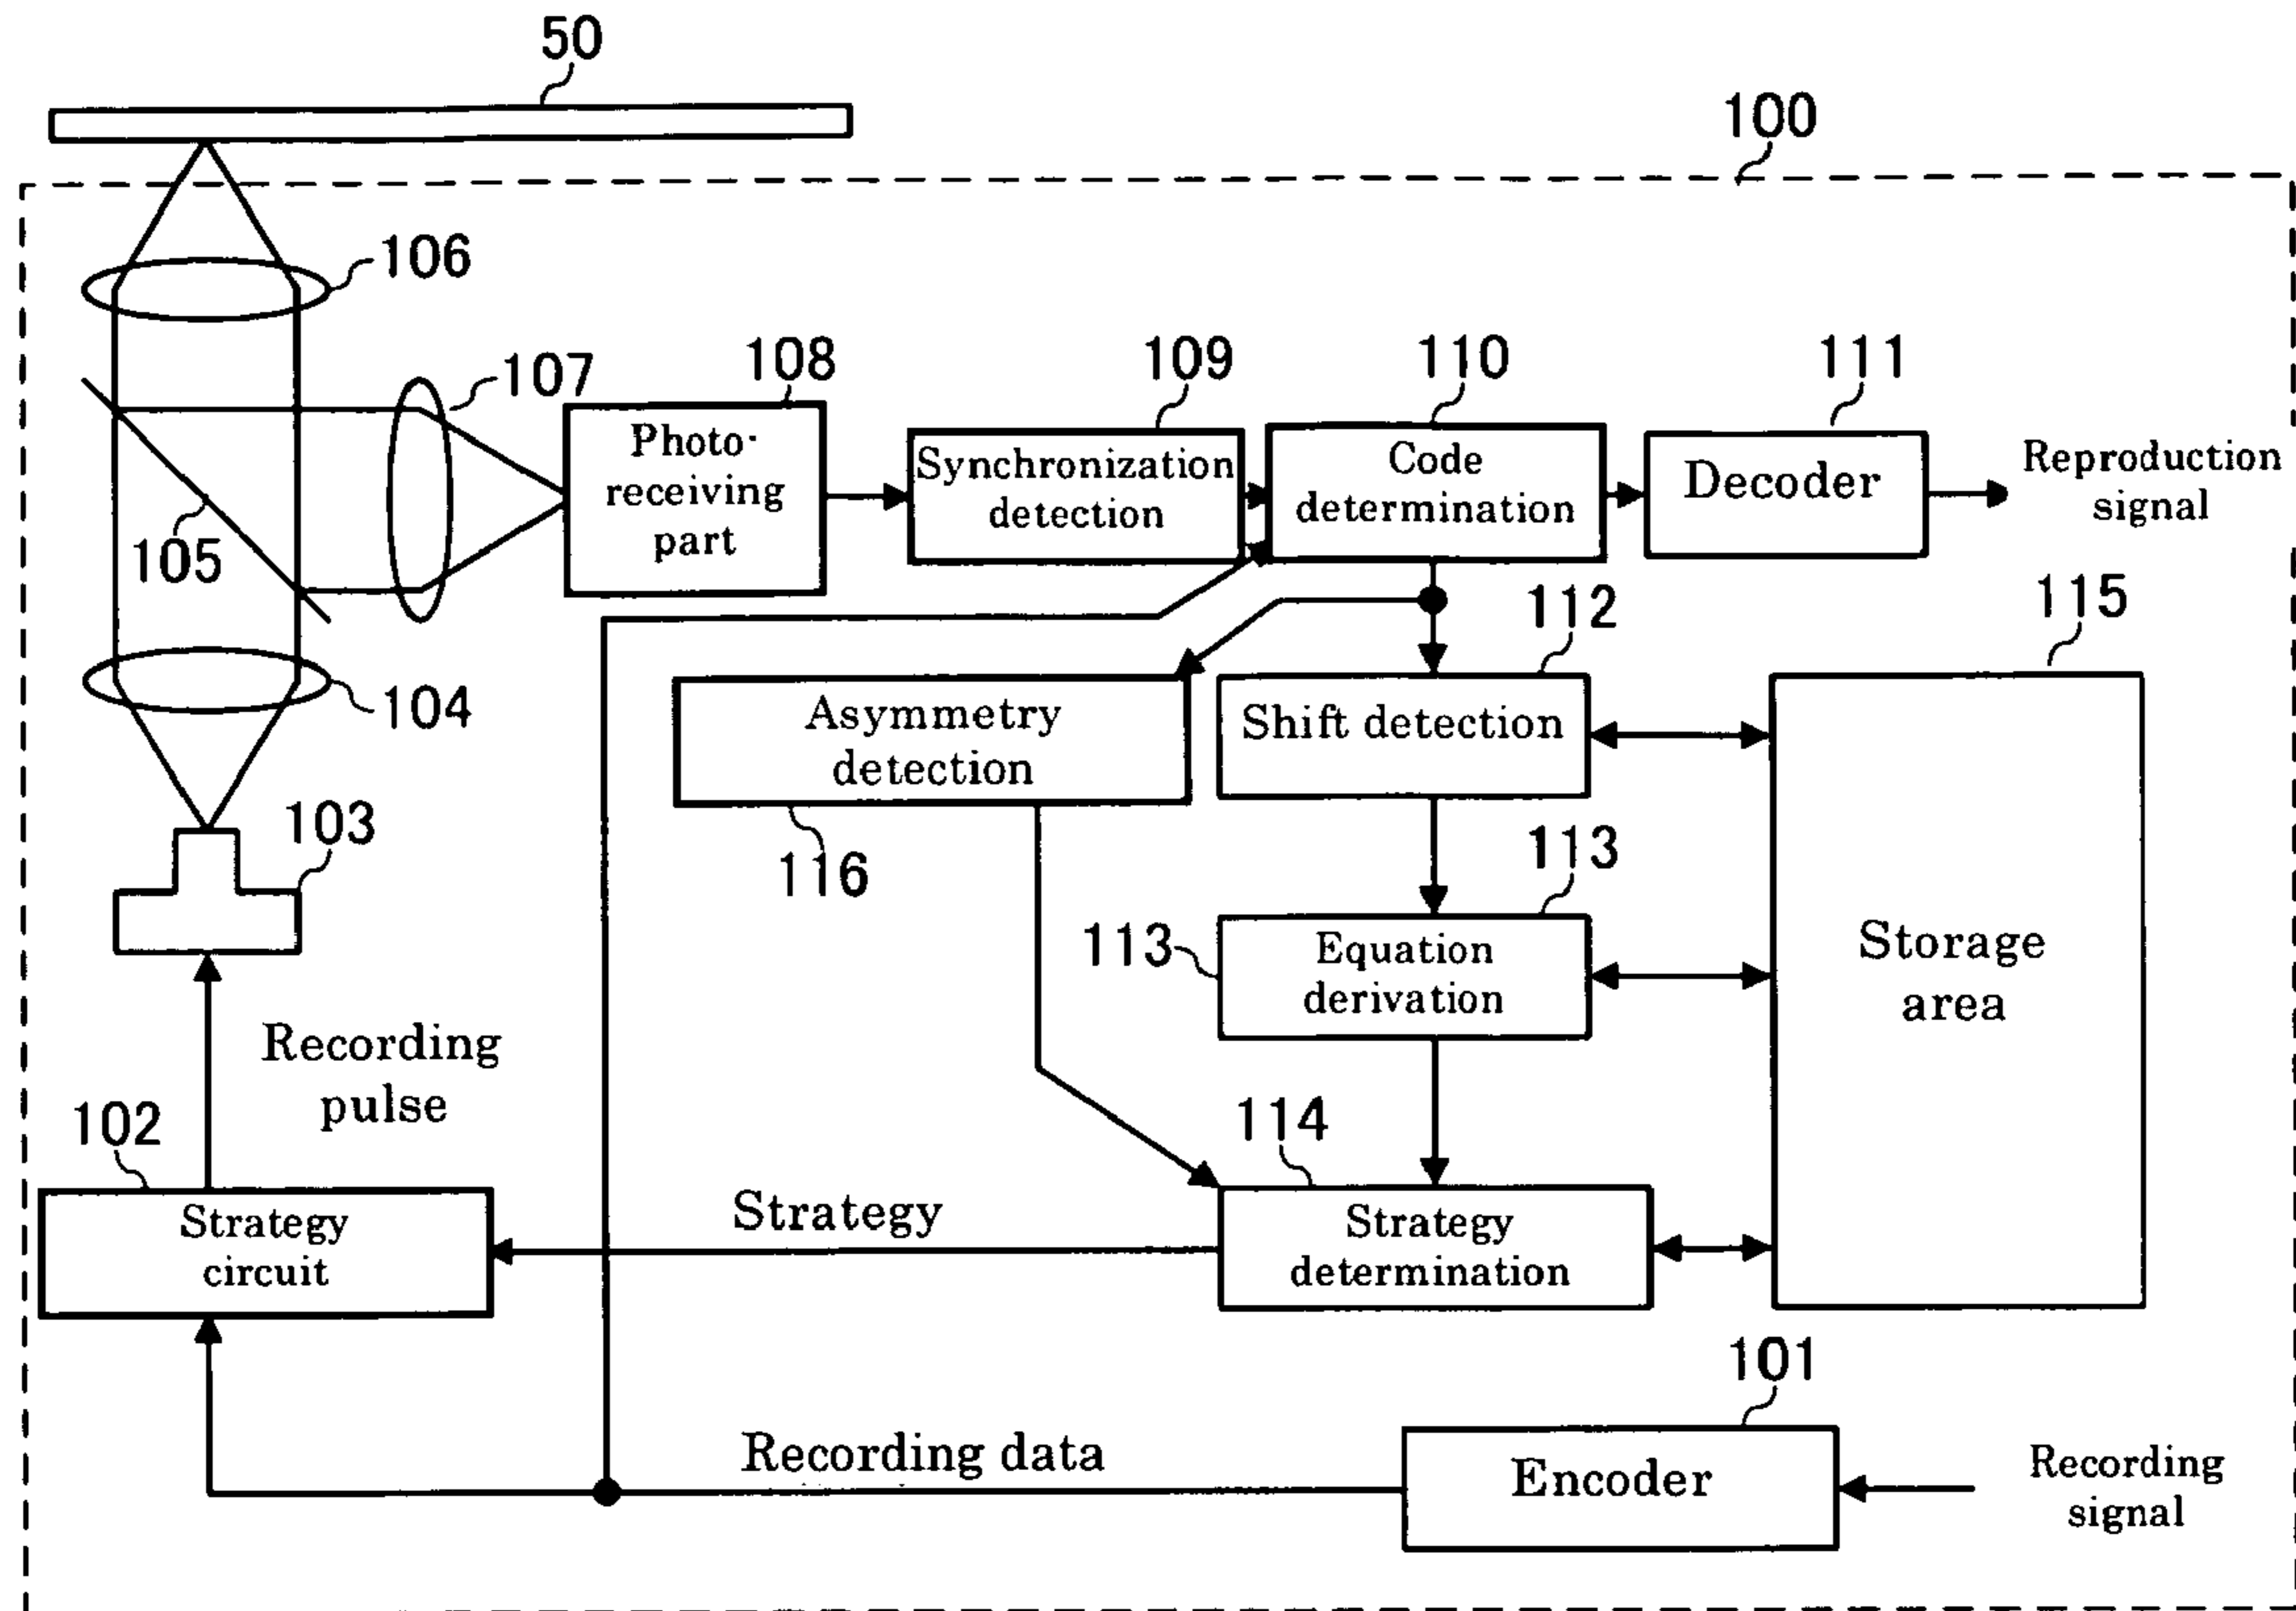 50
100
106
107
108
109
110
111
Photo-
receiving
part
Synchronization
detection
Code
determination
Decoder
Reproduction
signal
105
112
115
104
Asymmetry
detection
Shift detection
103
116
113
113
Equation
derivation
Storage
area
Recording
pulse
102
114
Strategy
circuit
Strategy
Strategy
determination
101
Recording data
Encoder
Recording
signal